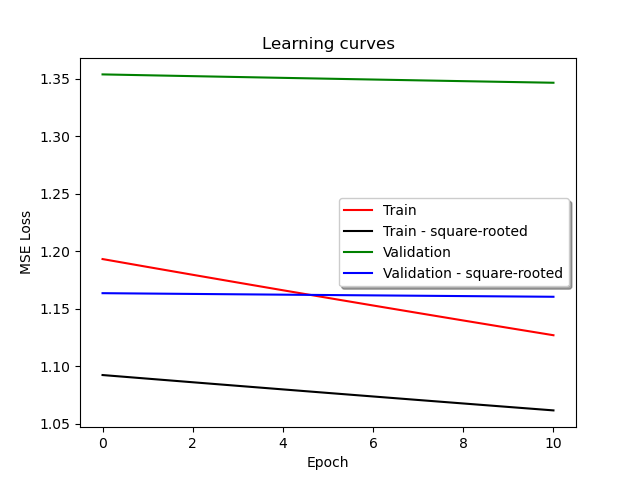 Learning curves
MSE Loss
1.35
1.30
1.25
1.20
1.15
1.10
1.05
Train
Train - square-rooted
Validation
Validation - square-rooted
0
2
4
6
8
10
Epoch